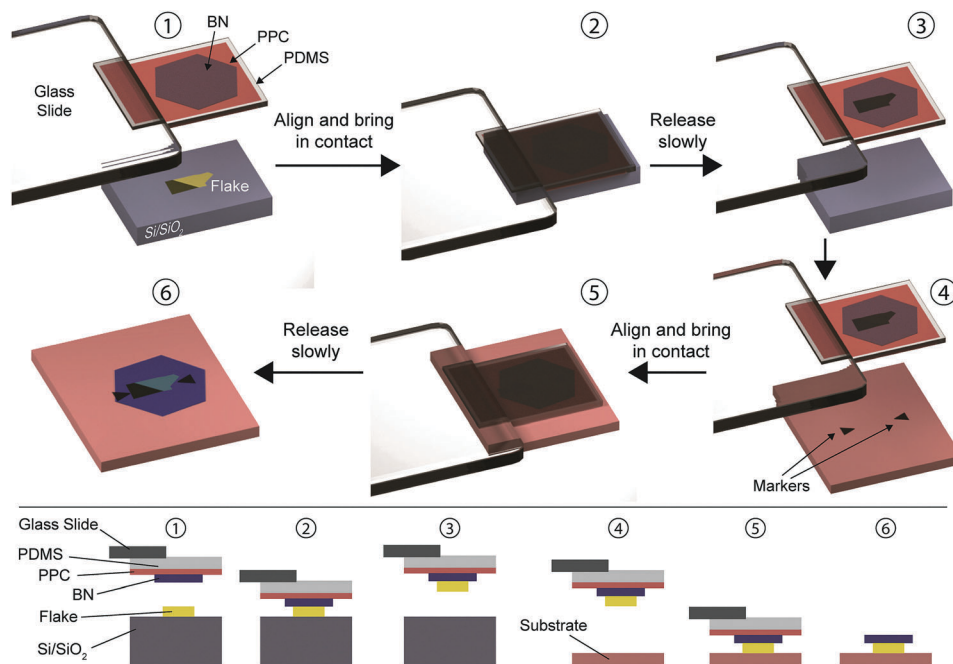 ①
BN
PPC
PDMS
Glass
Slide
Flake
Si/SiO₂
Align and bring
in contact
②
Release
slowly
③
④
Markers
Align and bring
in contact
⑤
Release
slowly
⑥
①
②
③
④
⑤
⑥
Glass Slide
PDMS
PPC
BN
Flake
Si/SiO₂
Substrate